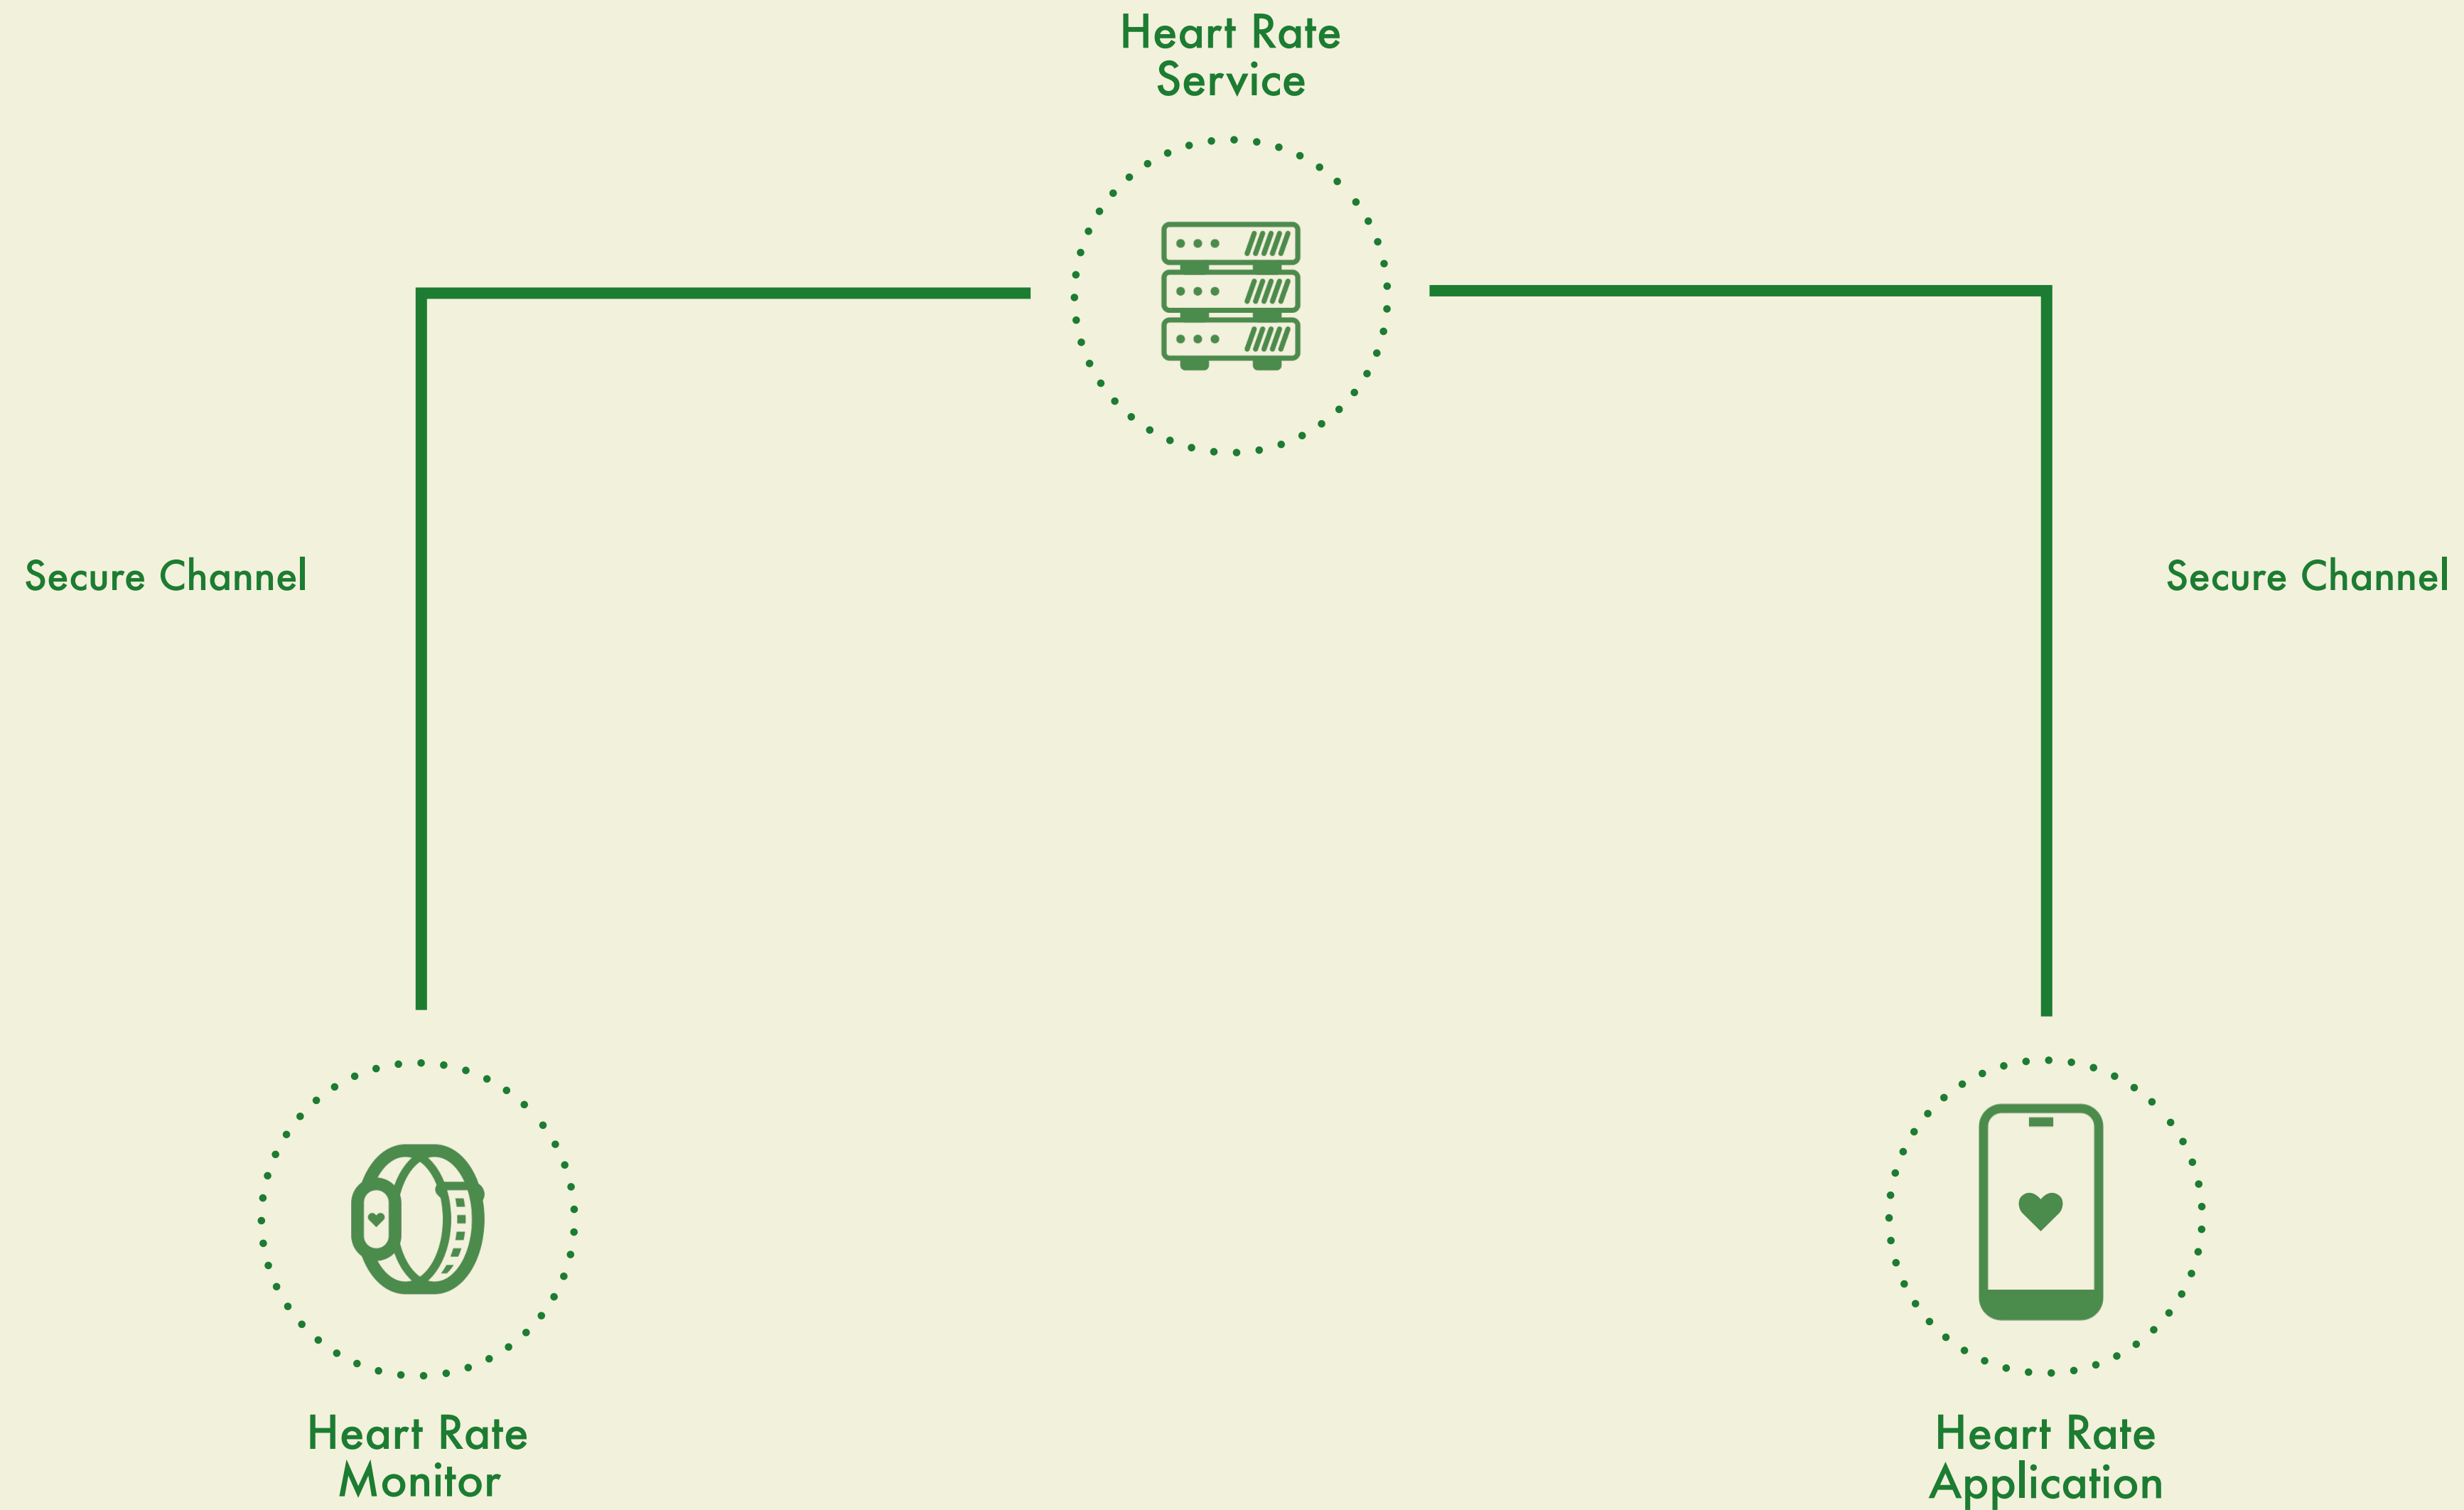 Heart Rate
Service
Secure Channel
Secure Channel
Heart Rate
Monitor
Heart Rate
Application